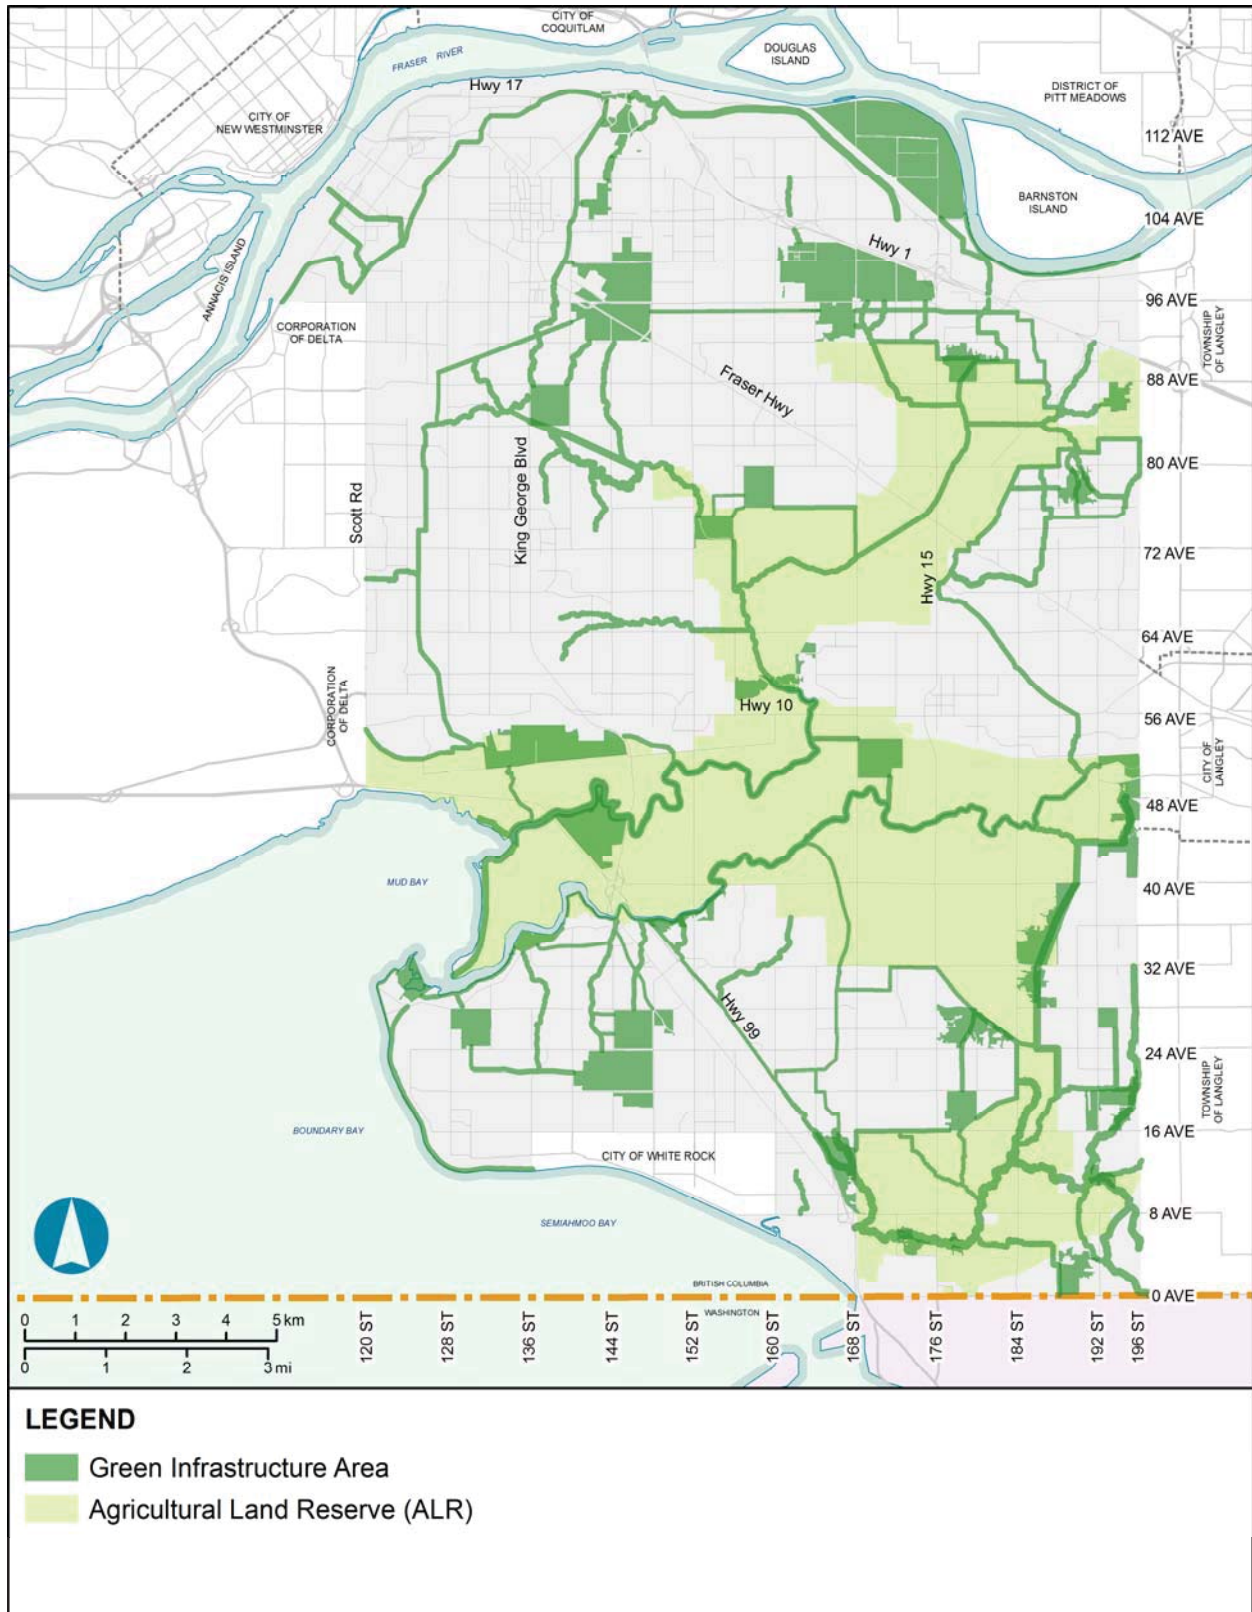 CITY OF
COQUITLAM
FRASER RIVER
DOUGLAS
ISLAND
Hwy 17
DISTRICT OF
PITT MEADOWS
CITY OF
NEW WESTMINSTER
112 AVE
BARNSTON
ISLAND
104 AVE
Hwy 1
ANNACIS ISLAND
96 AVE
CORPORATION
OF DELTA
TOWNSHIP
OF LANGLEY
88 AVE
Fraser Hwy
King George Blvd
80 AVE
Scott Rd
72 AVE
Hwy 15
64 AVE
CORPORATION
OF DELTA
Hwy 10
56 AVE
CITY OF
LANGLEY
48 AVE
MUD BAY
40 AVE
32 AVE
Hwy 99
24 AVE
TOWNSHIP
OF LANGLEY
BOUNDARY BAY
16 AVE
CITY OF WHITE ROCK
8 AVE
SEMIAHMOO BAY
BRITISH COLUMBIA
0 AVE
WASHINGTON
0 1 2 3 4 5 km
0 1 2 3 mi
120 ST
128 ST
136 ST
144 ST
152 ST
160 ST
168 ST
176 ST
184 ST
192 ST
196 ST
LEGEND
Green Infrastructure Area
Agricultural Land Reserve (ALR)